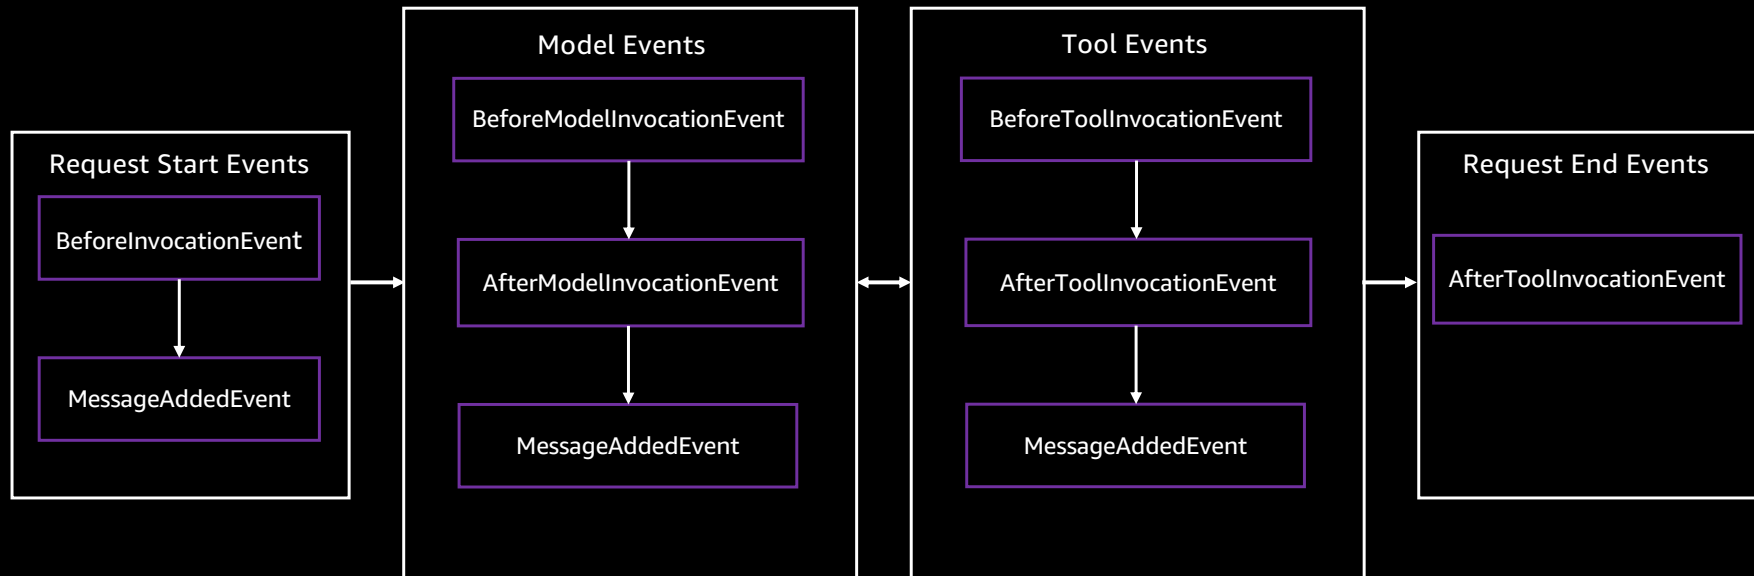 Request Start Events
BeforeInvocationEvent
MessageAddedEvent
Model Events
BeforeModelInvocationEvent
AfterModelInvocationEvent
MessageAddedEvent
Tool Events
BeforeToolInvocationEvent
AfterToolInvocationEvent
MessageAddedEvent
Request End Events
AfterToolInvocationEvent